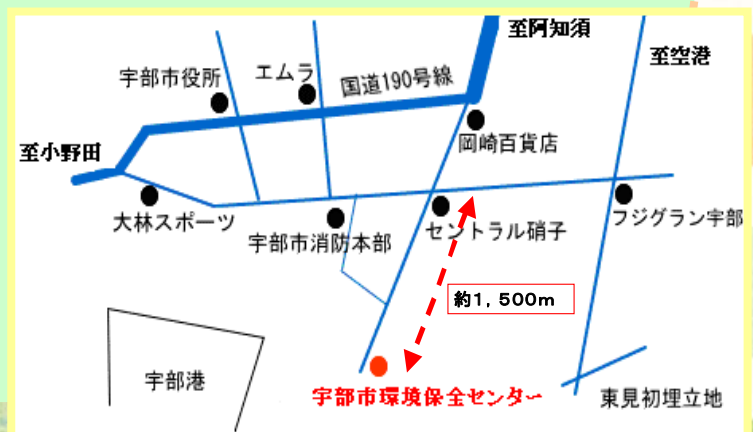 至阿知須
至空港
宇部市役所
エムラ
国道190号線
至小野田
岡崎百貨店
大林スポーツ
宇部市消防本部
セントラル硝子
フジグラン宇部
約1，500m
宇部港
宇部市環境保全センター
東見初埋立地